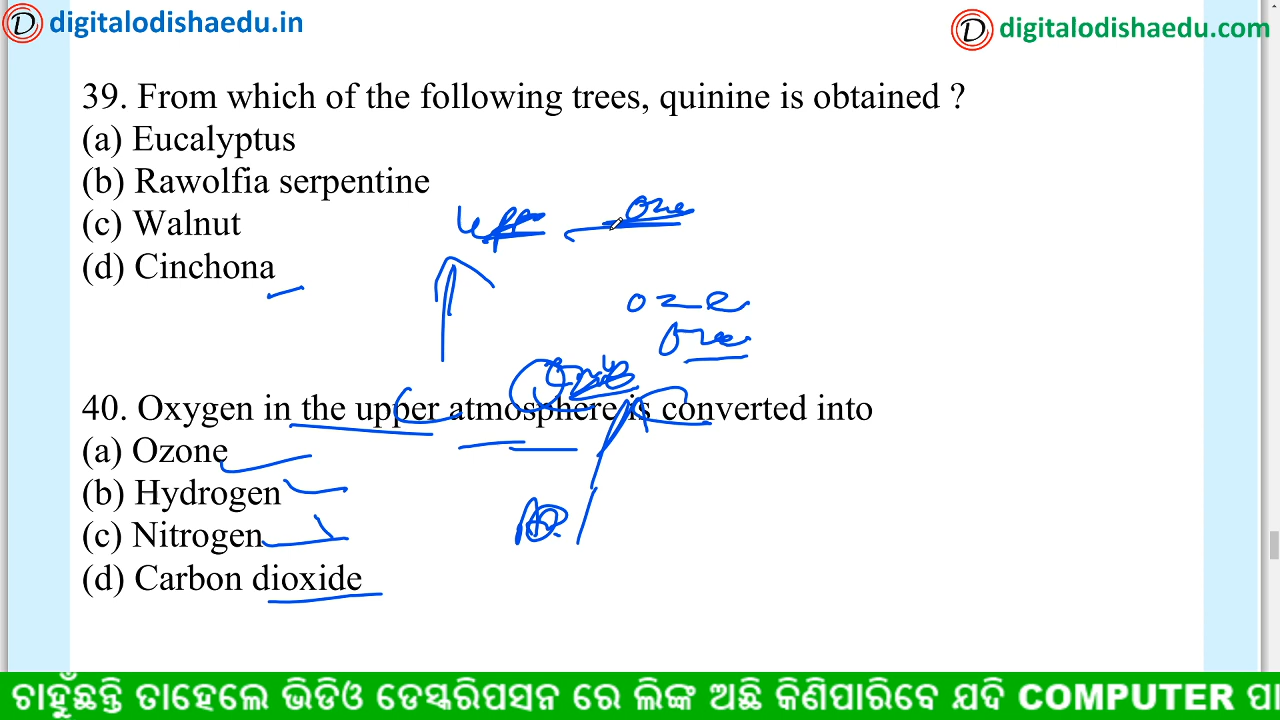 digitalodishaedu.in
digitalodishaedu.com
39. From which of the following trees, quinine is obtained ?
(a) Eucalyptus
(b) Rawolfia serpentine
(c) Walnut
(d) Cinchona
40. Oxygen in the upper atmosphere is converted into
(a) Ozone
(b) Hydrogen
(c) Nitrogen
(d) Carbon dioxide
ଚାହୁଁଛନ୍ତି ତାହେଲେ ଭିଡିଓ ଡେସ୍କରିପସନ ରେ ଲିଙ୍କ ଅଛି କିଣିପାରିବେ ଯଦି COMPUTER ପା